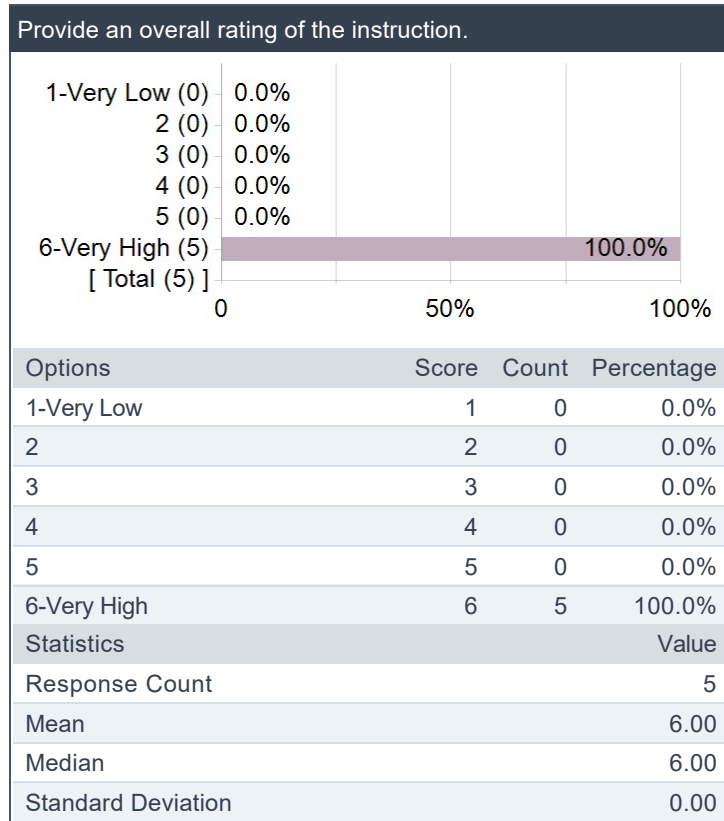 Provide an overall rating of the instruction.
1-Very Low (0) 0.0%
2 (0) 0.0%
3 (0) 0.0%
4 (0) 0.0%
5 (0) 0.0%
6-Very High (5) 100.0%
[ Total (5) ]
0 50% 100%
Options Score Count Percentage
1-Very Low 1 0 0.0%
2 2 0 0.0%
3 3 0 0.0%
4 4 0 0.0%
5 5 0 0.0%
6-Very High 6 5 100.0%
Statistics Value
Response Count 5
Mean 6.00
Median 6.00
Standard Deviation 0.00